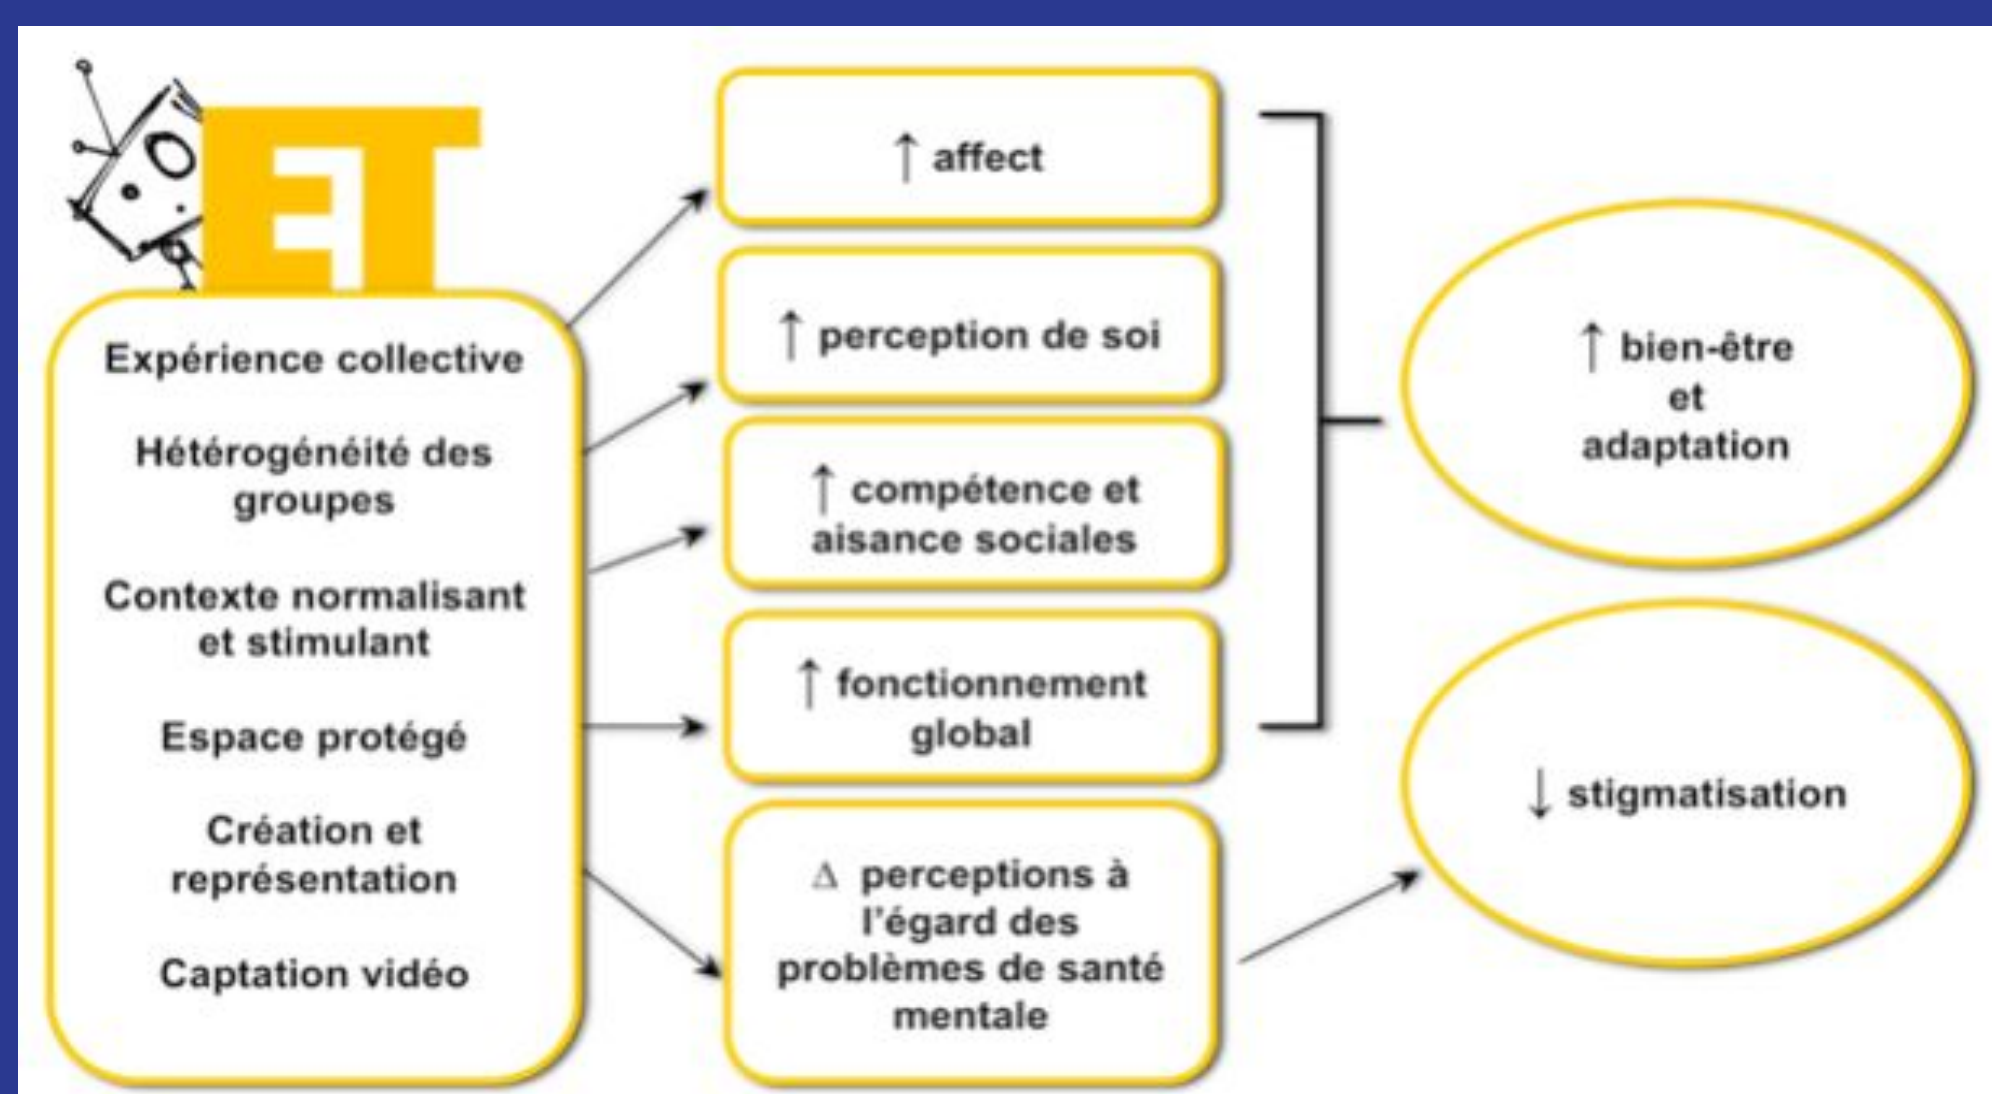 ET
Expérience collective
Hétérogénéité des
groupes
Contexte normalisant
et stimulant
Espace protégé
Création et
représentation
Captation vidéo
↑ affect
↑ perception de soi
↑ compétence et
aisance sociales
↑ fonctionnement
global
Δ perceptions à
l'égard des
problèmes de santé
mentale
↑ bien-être
et
adaptation
↓ stigmatisation